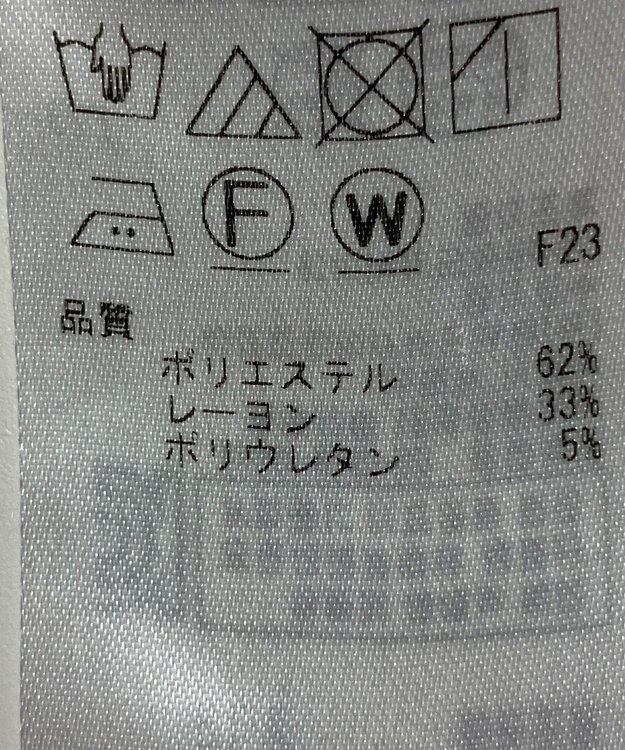 F W
F23
品質
ポリエステル 62%
レーヨン 33%
ポリウレタン 5%